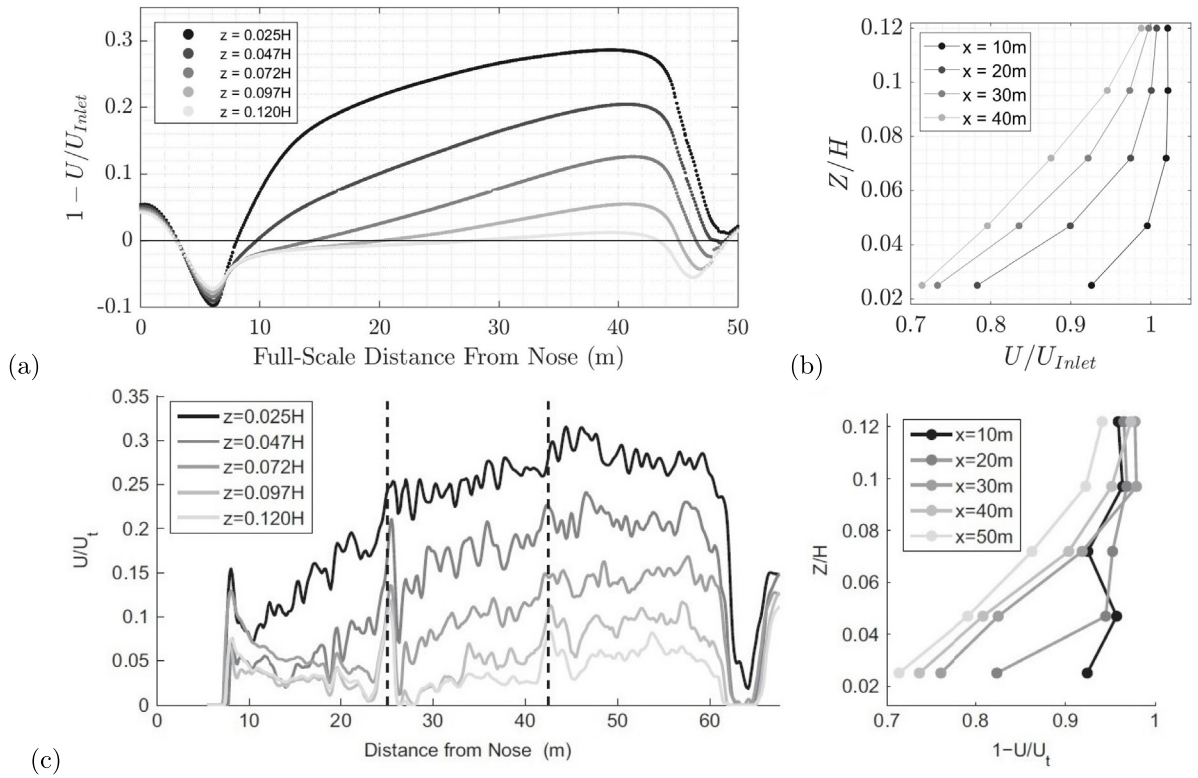 0.3
0.2
0.1
0
-0.1
1 − U/U_Inlet
z = 0.025H
z = 0.047H
z = 0.072H
z = 0.097H
z = 0.120H
0 10 20 30 40 50
Full-Scale Distance From Nose (m)
(a)
0.12
0.1
0.08
0.06
0.04
0.02
Z/H
x = 10m
x = 20m
x = 30m
x = 40m
0.7 0.8 0.9 1
U/U_Inlet
(b)
0.35
0.3
0.25
0.2
0.15
0.1
0.05
0
U/U_t
z=0.025H
z=0.047H
z=0.072H
z=0.097H
z=0.120H
0 10 20 30 40 50 60
Distance from Nose (m)
(c)
0.12
0.1
0.08
0.06
0.04
0.02
Z/H
x=10m
x=20m
x=30m
x=40m
x=50m
0.7 0.8 0.9 1
1−U/U_t